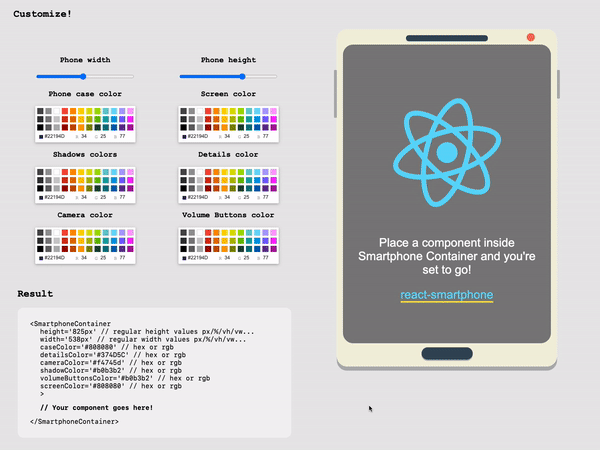 Customize!
Phone width
Phone height
Phone case color
Screen color
#22194D R 34 G 25 B 77
#22194D R 34 G 25 B 77
Shadows colors
Details color
#22194D R 34 G 25 B 77
#22194D R 34 G 25 B 77
Camera color
Volume Buttons color
#22194D R 34 G 25 B 77
#22194D R 34 G 25 B 77
Result
<SmartphoneContainer
height='825px' // regular height values px/%/vh/vw...
width='538px' // regular width values px/%/vh/vw...
caseColor='#808080' // hex or rgb
detailsColor='#374D5C' // hex or rgb
cameraColor='#f4745d' // hex or rgb
shadowColor='#b0b3b2' // hex or rgb
volumeButtonsColor='#b0b3b2' // hex or rgb
screenColor='#808080' // hex or rgb
>
// Your component goes here!
</SmartphoneContainer>
Place a component inside
Smartphone Container and you're
set to go!
react-smartphone